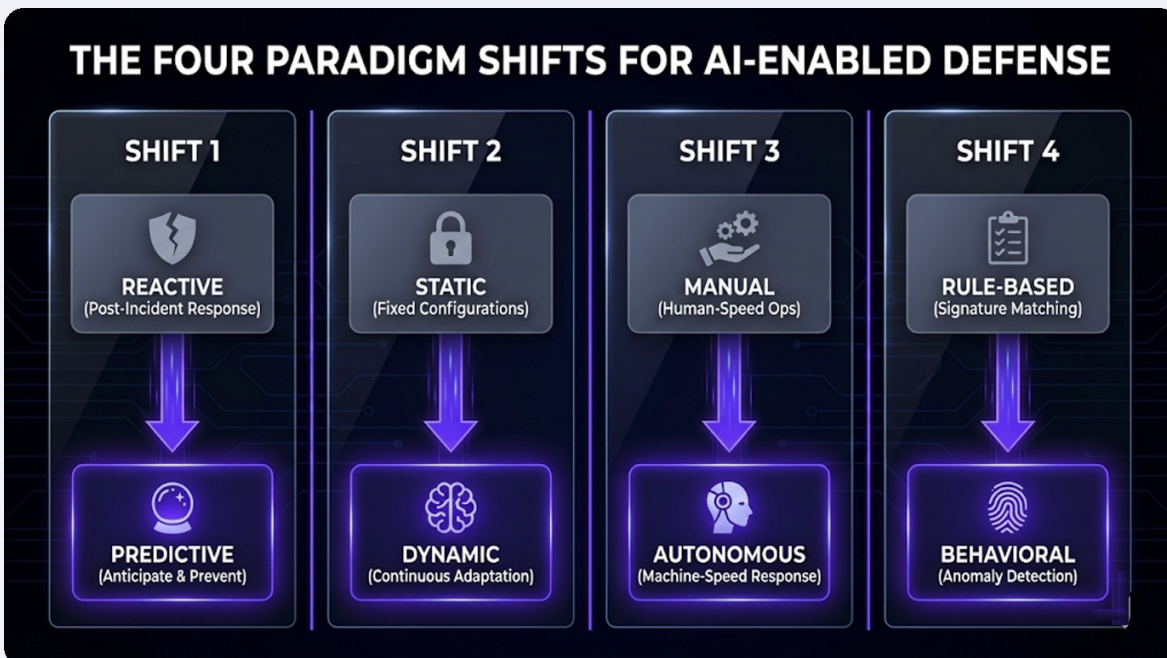 THE FOUR PARADIGM SHIFTS FOR AI-ENABLED DEFENSE
SHIFT 1
REACTIVE
(Post-Incident Response)
PREDICTIVE
(Anticipate & Prevent)
SHIFT 2
STATIC
(Fixed Configurations)
DYNAMIC
(Continuous Adaptation)
SHIFT 3
MANUAL
(Human-Speed Ops)
AUTONOMOUS
(Machine-Speed Response)
SHIFT 4
RULE-BASED
(Signature Matching)
BEHAVIORAL
(Anomaly Detection)